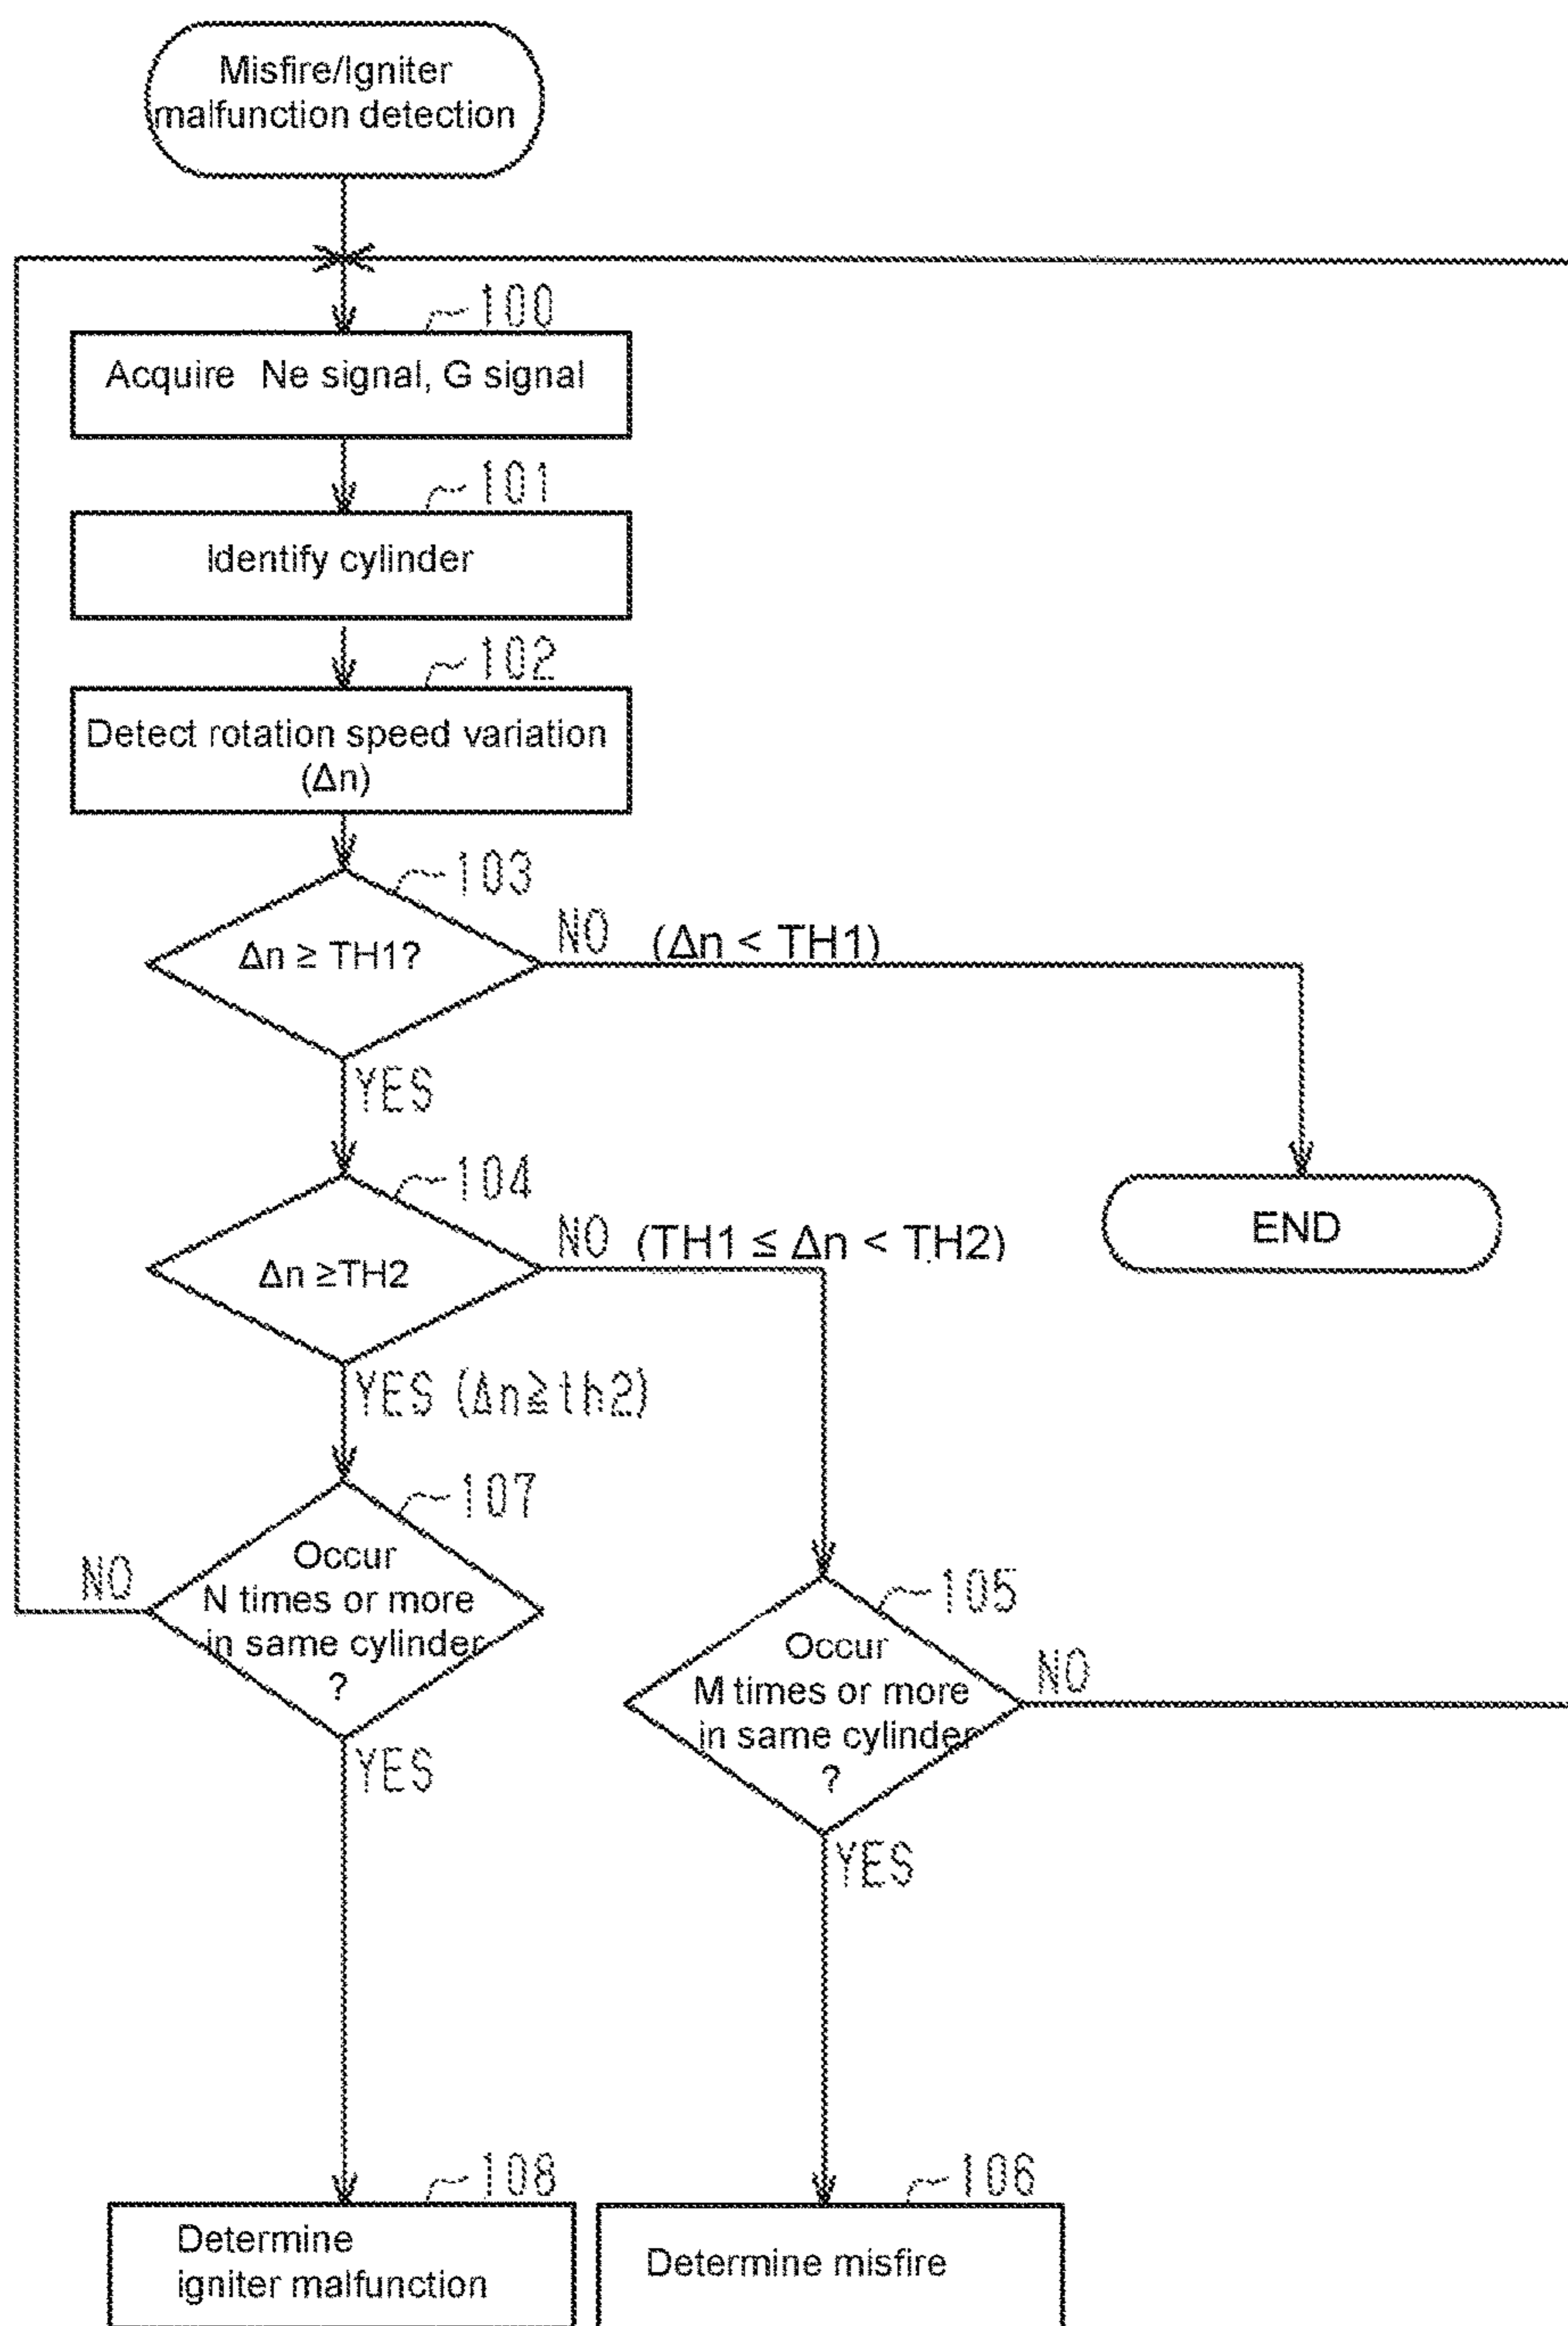 Misfire/Igniter
malfunction detection
100
Acquire Ne signal, G signal
101
Identify cylinder
102
Detect rotation speed variation
(Δn)
103
Δn ≥ TH1?
NO (Δn < TH1)
YES
104
Δn ≥TH2
NO (TH1 ≤ Δn < TH2)
END
YES (Δn≧th2)
107
Occur
N times or more
in same cylinder
?
NO
YES
105
Occur
M times or more
in same cylinder
?
NO
YES
108
Determine
igniter malfunction
106
Determine misfire